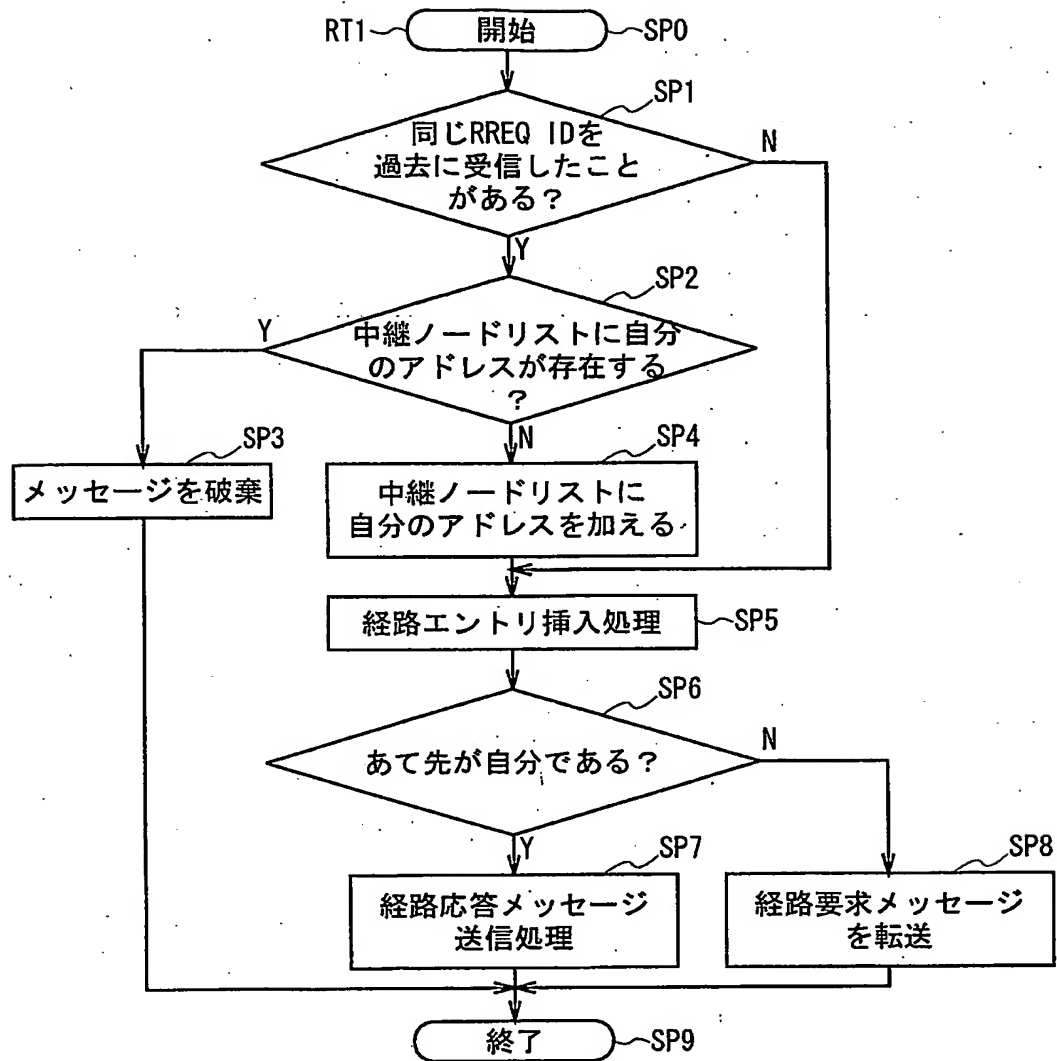 RT1 開始 SP0
SP1
同じRREQ IDを
過去に受信したこと
がある?
N
Y
SP2
中継ノードリストに自分
のアドレスが存在する
?
Y
N
SP3
メッセージを破棄
SP4
中継ノードリストに
自分のアドレスを加える
経路エントリ挿入処理 SP5
SP6
あて先が自分である?
N
Y
SP7
経路応答メッセージ
送信処理
SP8
経路要求メッセージ
を転送
終了 SP9